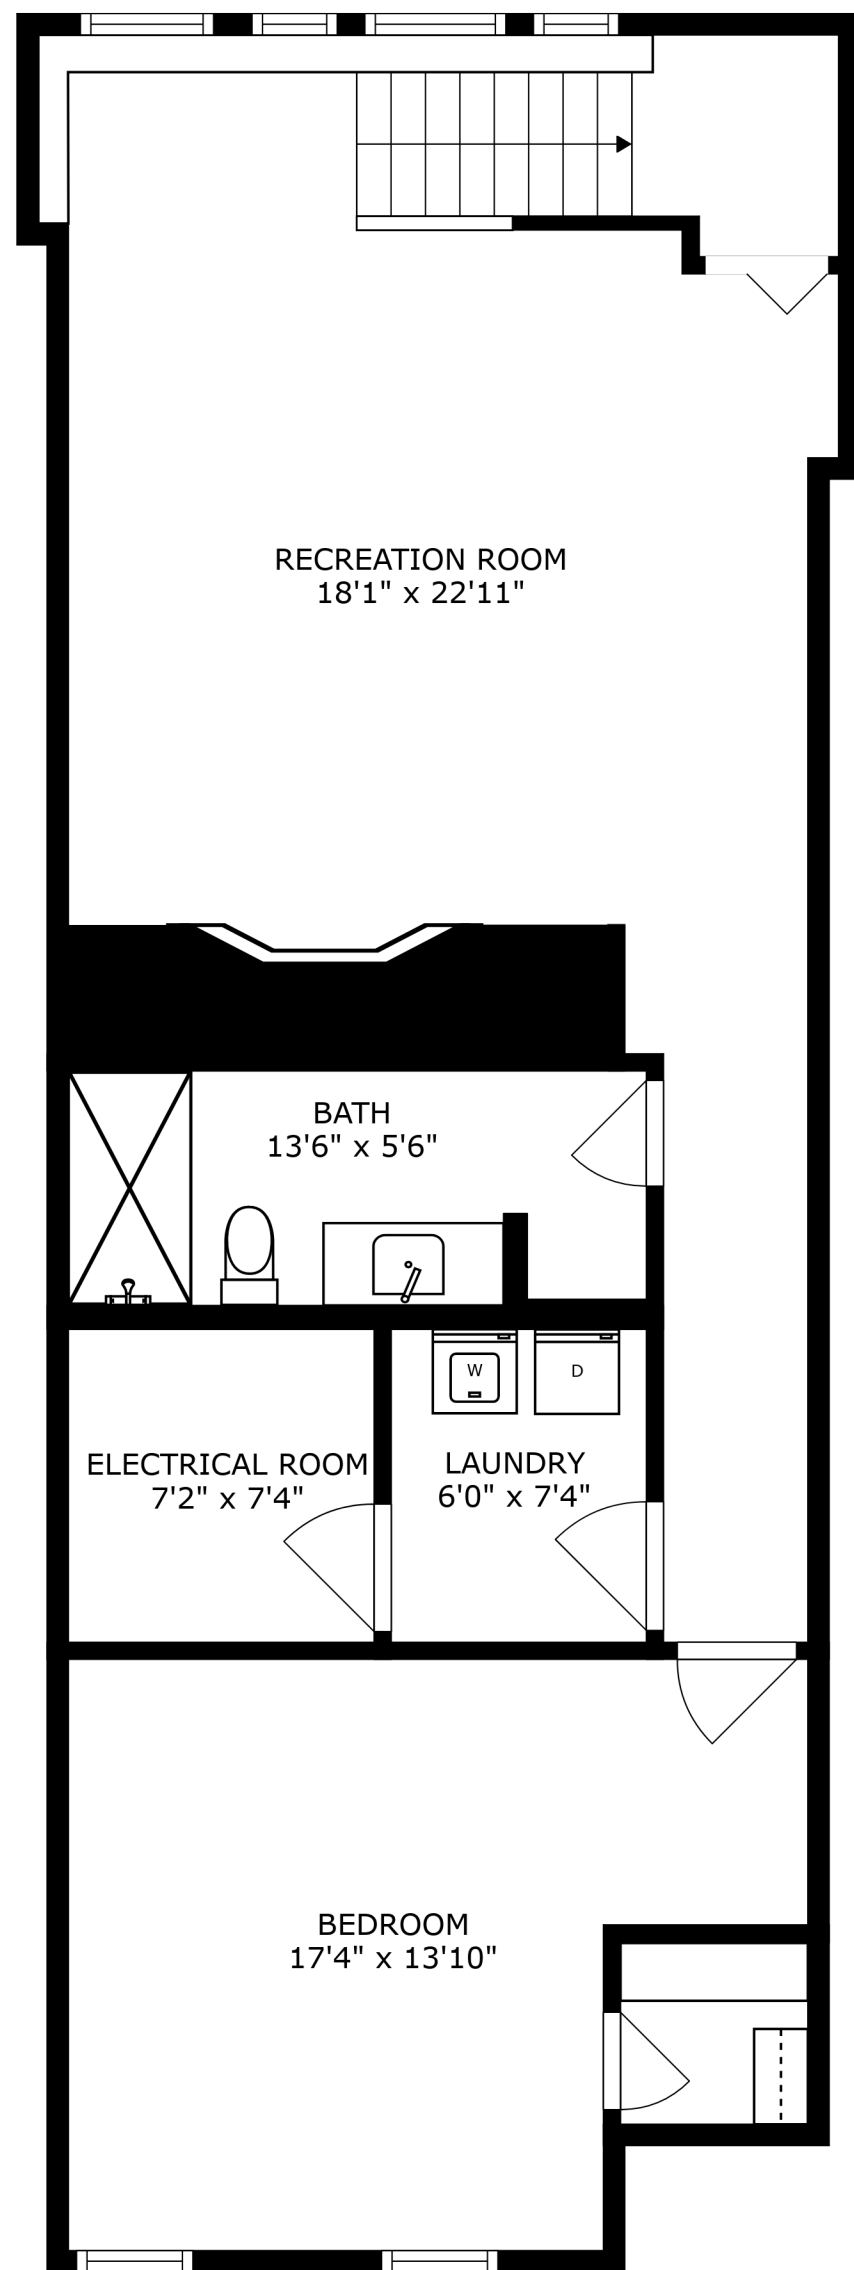 RECREATION ROOM
18'1" x 22'11"
BATH
13'6" x 5'6"
W
D
ELECTRICAL ROOM
7'2" x 7'4"
LAUNDRY
6'0" x 7'4"
BEDROOM
17'4" x 13'10"